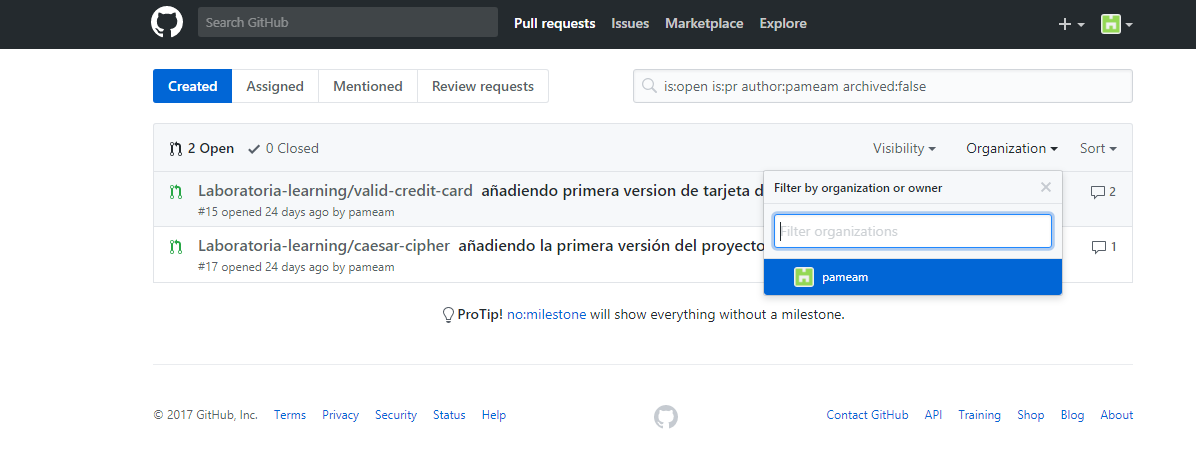 Search GitHub Pull requests Issues Marketplace Explore
Created Assigned Mentioned Review requests is:open is:pr author:pameam archived:false
2 Open 0 Closed Visibility Organization Sort
Laboratoria-learning/valid-credit-card añadiendo primera version de tarjeta d 2
#15 opened 24 days ago by pameam
Laboratoria-learning/caesar-cipher añadiendo la primera versión del proyecto 1
#17 opened 24 days ago by pameam
Filter by organization or owner
Filter organizations
pameam
ProTip! no:milestone will show everything without a milestone.
© 2017 GitHub, Inc. Terms Privacy Security Status Help Contact GitHub API Training Shop Blog About